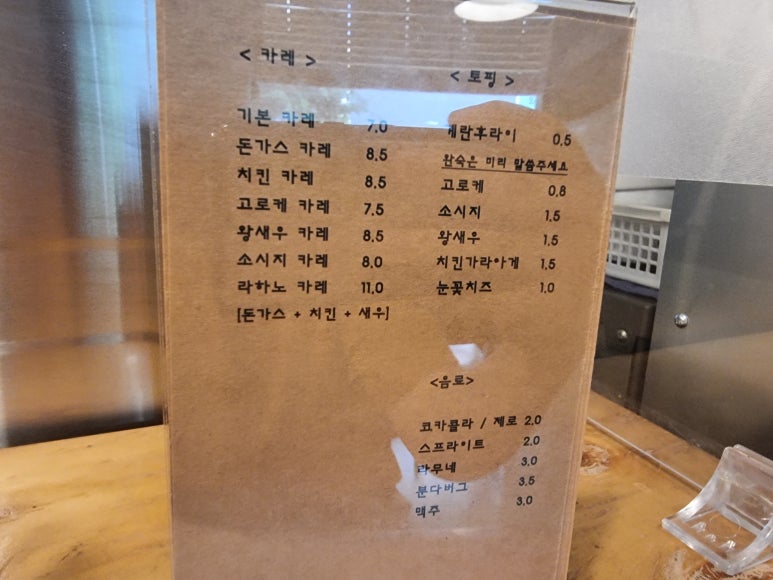 < 카레 >
기본 카레 7.0
돈가스 카레 8.5
치킨 카레 8.5
고로케 카레 7.5
왕새우 카레 8.5
소시지 카레 8.0
라하노 카레 11.0
[돈가스 + 치킨 + 새우]
< 토핑 >
계란후라이 0.5
완숙은 미리 말씀주세요
고로케 0.8
소시지 1.5
왕새우 1.5
치킨가라아게 1.5
눈꽃치즈 1.0
<음료>
코카콜라 / 제로 2.0
스프라이트 2.0
라무네 3.0
분다버그 3.5
맥주 3.0